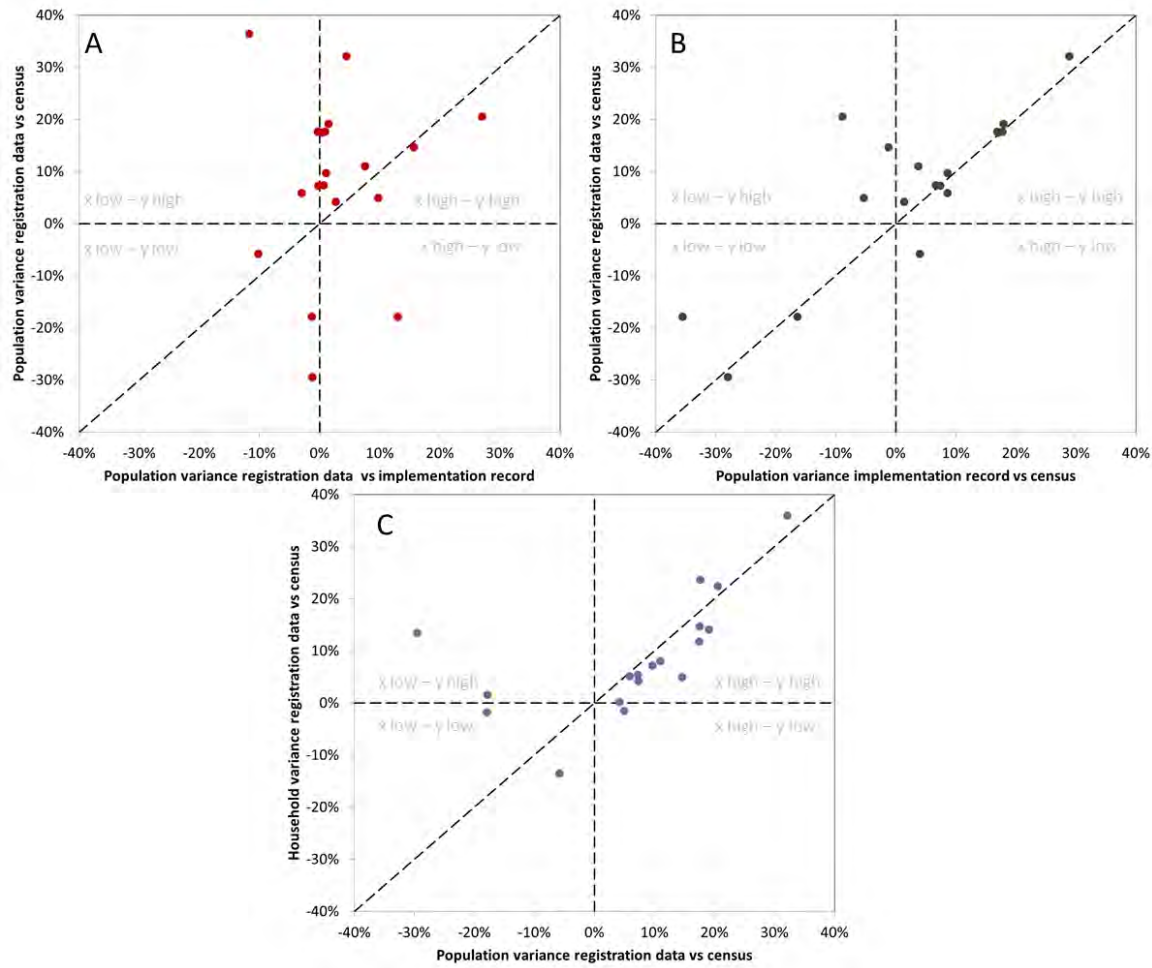 A
40%
30%
20%
10%
0%
-10%
-20%
-30%
-40%
Population variance registration data vs census
x low – y high
x high – y high
x low – y low
x high – y low
-40% -30% -20% -10% 0% 10% 20% 30% 40%
Population variance registration data vs implementation record
B
40%
30%
20%
10%
0%
-10%
-20%
-30%
-40%
Population variance registration data vs census
x low – y high
x high – y high
x low – y low
x high – y low
-40% -30% -20% -10% 0% 10% 20% 30% 40%
Population variance implementation record vs census
C
40%
30%
20%
10%
0%
-10%
-20%
-30%
-40%
Household variance registration data vs census
x low – y high
x high – y high
x low – y low
x high – y low
-40% -30% -20% -10% 0% 10% 20% 30% 40%
Population variance registration data vs census